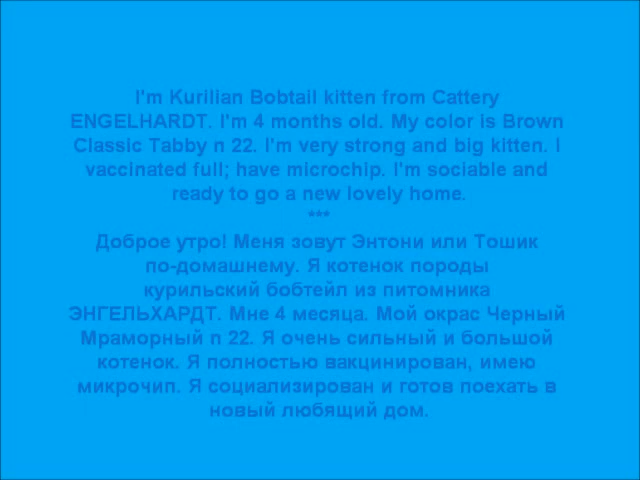 I'm Kurilian Bobtail kitten from Cattery
ENGELHARDT. I'm 4 months old. My color is Brown
Classic Tabby n 22. I'm very strong and big kitten. I
vaccinated full; have microchip. I'm sociable and
ready to go a new lovely home.
***
Доброе утро! Меня зовут Энтони или Тошик
по-домашнему. Я котенок породы
курильский бобтейл из питомника
ЭНГЕЛЬХАРДТ. Мне 4 месяца. Мой окрас Черный
Мраморный n 22. Я очень сильный и большой
котенок. Я полностью вакцинирован, имею
микрочип. Я социализирован и готов поехать в
новый любящий дом.